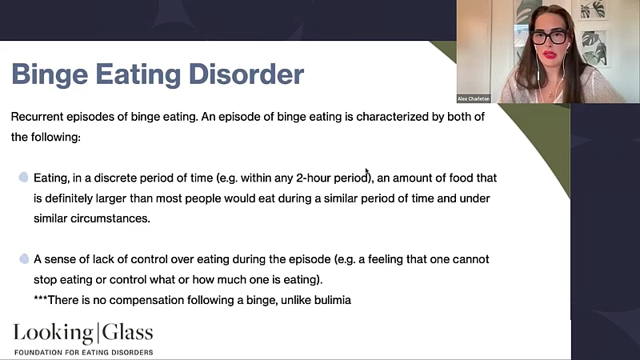 Binge Eating Disorder
Alex Charleton
Recurrent episodes of binge eating. An episode of binge eating is characterized by both of
the following:
Eating, in a discrete period of time (e.g. within any 2-hour period), an amount of food that
is definitely larger than most people would eat during a similar period of time and under
similar circumstances.
A sense of lack of control over eating during the episode (e.g. a feeling that one cannot
stop eating or control what or how much one is eating).
***There is no compensation following a binge, unlike bulimia
Looking|Glass
FOUNDATION FOR EATING DISORDERS